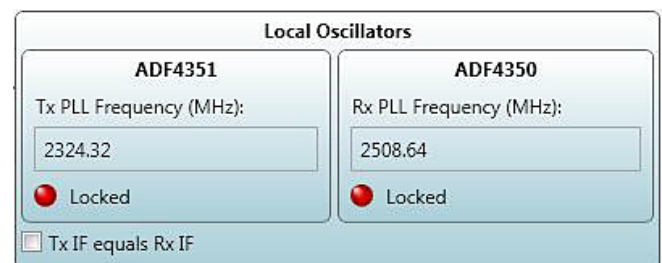 Local Oscillators
ADF4351
Tx PLL Frequency (MHz):
2324.32
Locked
ADF4350
Rx PLL Frequency (MHz):
2508.64
Locked
Tx IF equals Rx IF